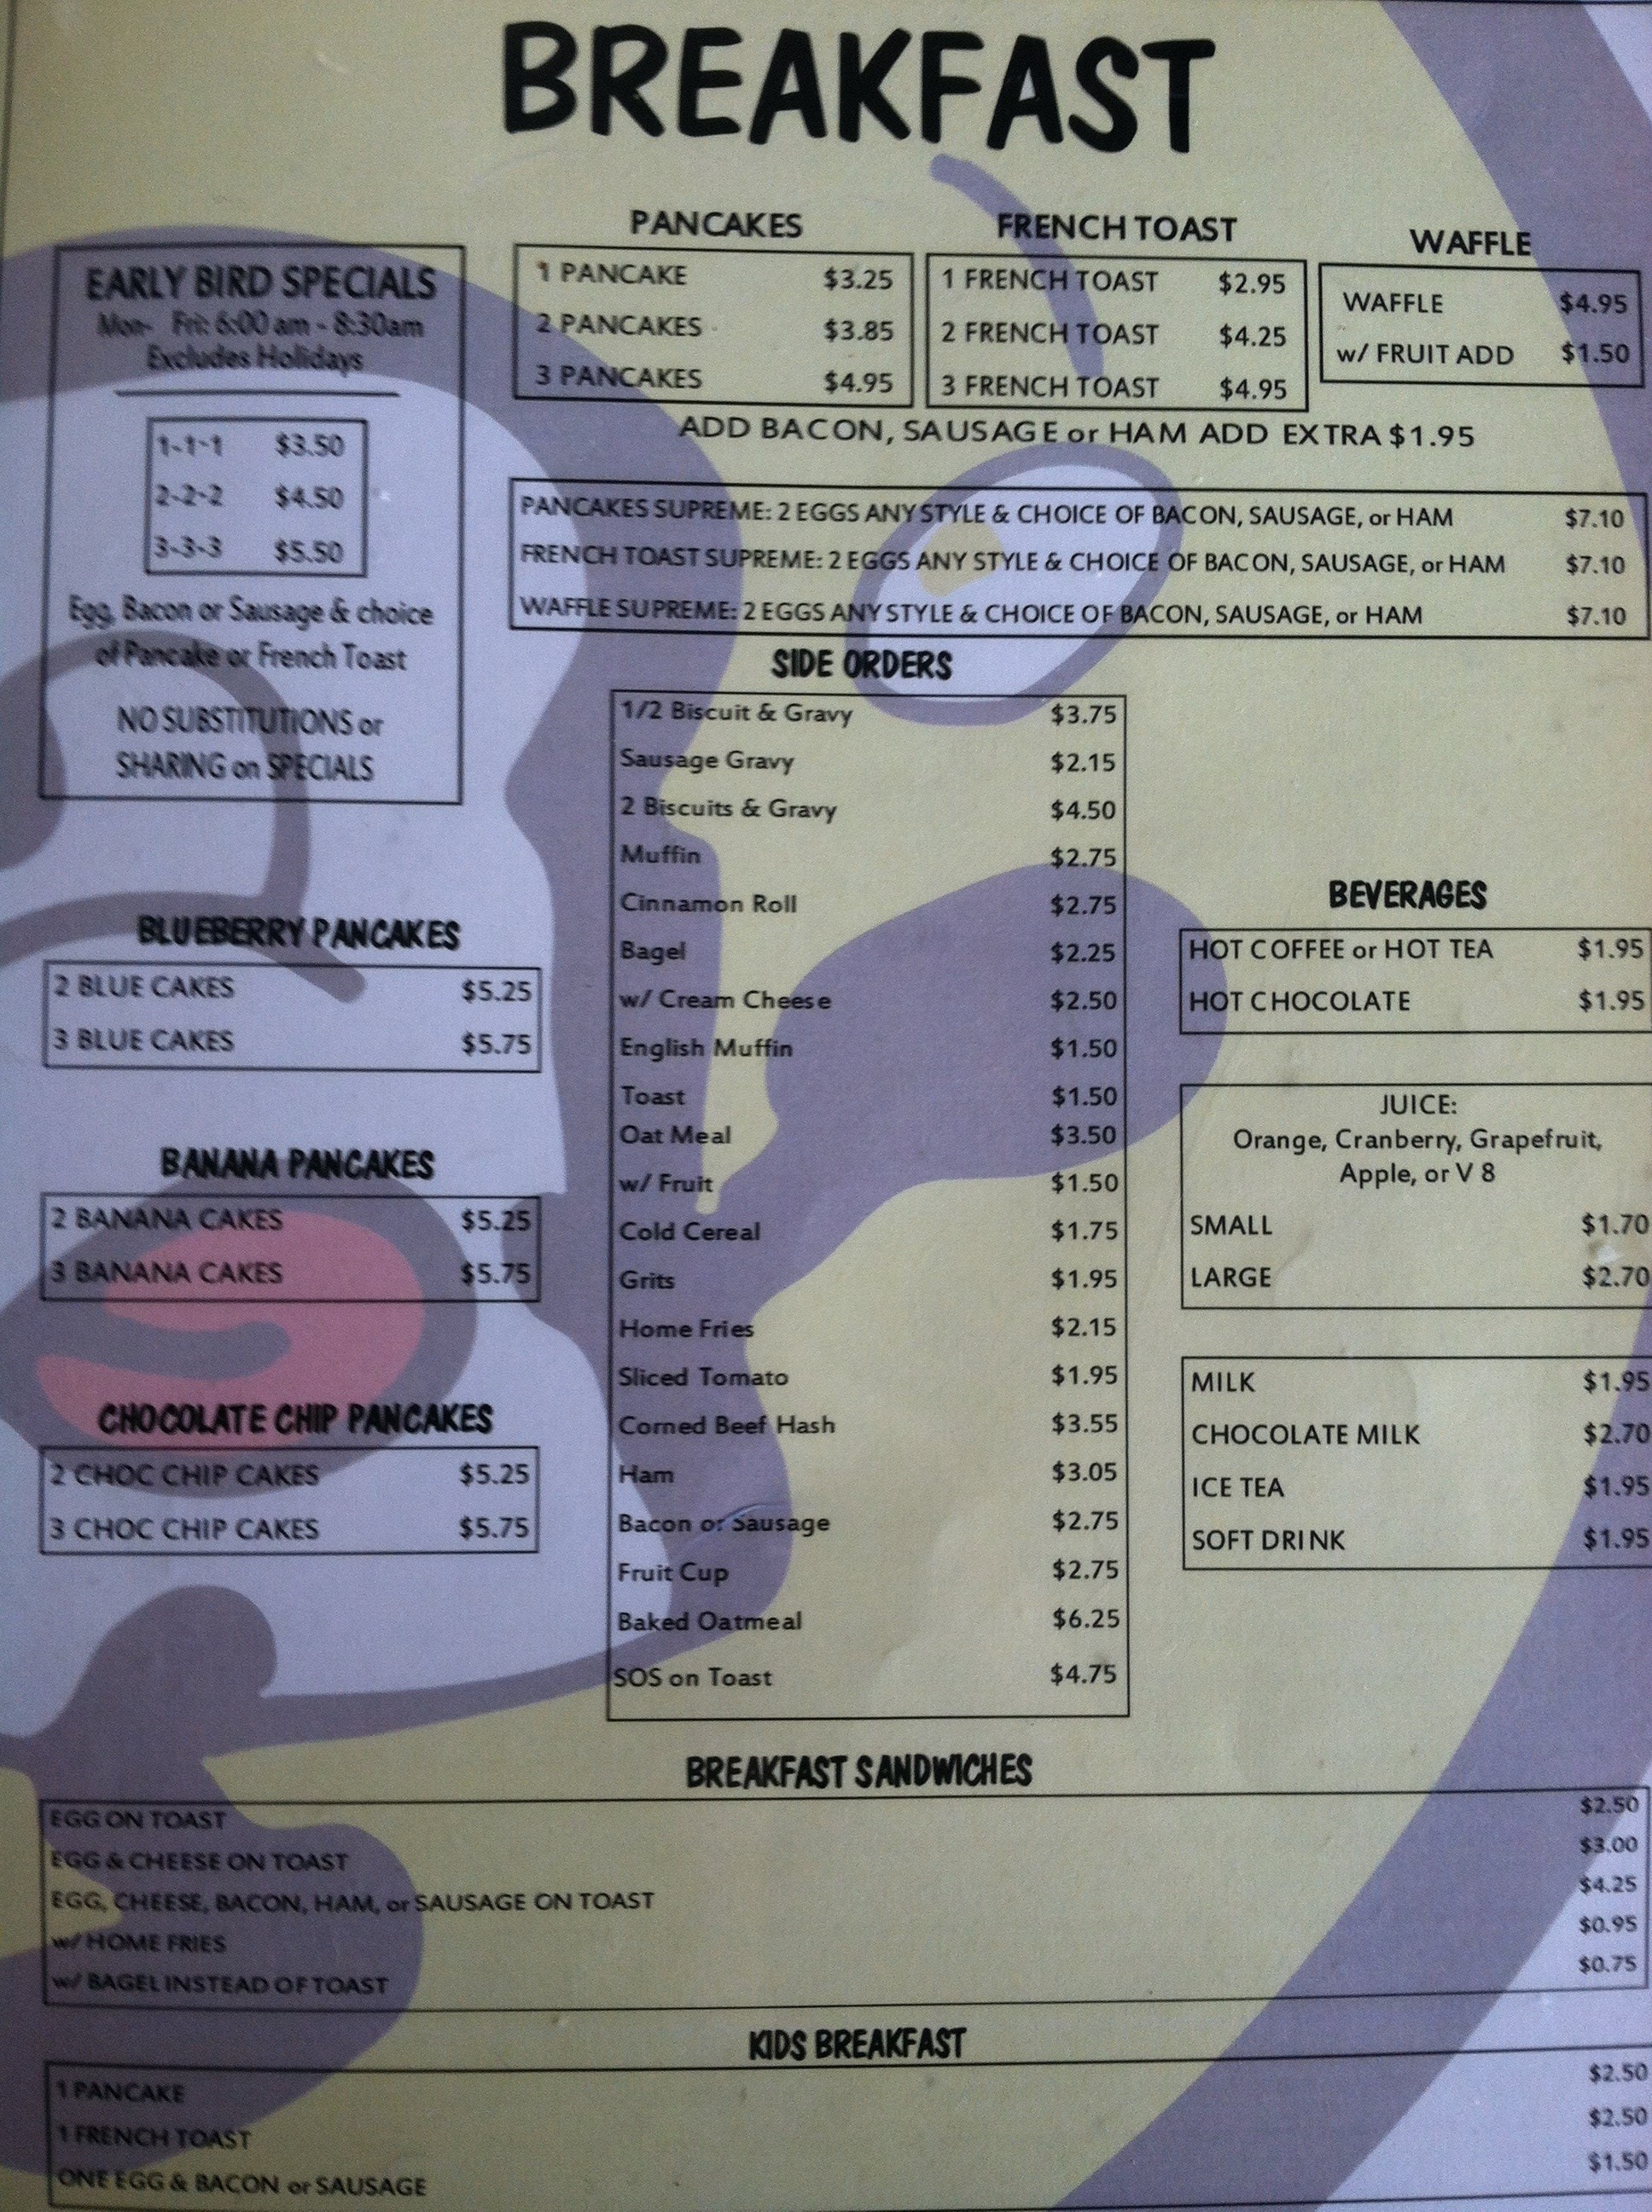 BREAKFAST
EARLY BIRD SPECIALS
Mon- Fri: 6:00 am - 8:30am
Excludes Holidays
1-1-1 $3.50
2-2-2 $4.50
3-3-3 $5.50
Egg, Bacon or Sausage & choice
of Pancake or French Toast
NO SUBSTITUTIONS or
SHARING on SPECIALS
PANCAKES
1 PANCAKE $3.25
2 PANCAKES $3.85
3 PANCAKES $4.95
FRENCH TOAST
1 FRENCH TOAST $2.95
2 FRENCH TOAST $4.25
3 FRENCH TOAST $4.95
WAFFLE
WAFFLE $4.95
w/ FRUIT ADD $1.50
ADD BACON, SAUSAGE or HAM ADD EXTRA $1.95
PANCAKES SUPREME: 2 EGGS ANY STYLE & CHOICE OF BACON, SAUSAGE, or HAM $7.10
FRENCH TOAST SUPREME: 2 EGGS ANY STYLE & CHOICE OF BACON, SAUSAGE, or HAM $7.10
WAFFLE SUPREME: 2 EGGS ANY STYLE & CHOICE OF BACON, SAUSAGE, or HAM $7.10
BLUEBERRY PANCAKES
2 BLUE CAKES $5.25
3 BLUE CAKES $5.75
BANANA PANCAKES
2 BANANA CAKES $5.25
3 BANANA CAKES $5.75
CHOCOLATE CHIP PANCAKES
2 CHOC CHIP CAKES $5.25
3 CHOC CHIP CAKES $5.75
SIDE ORDERS
1/2 Biscuit & Gravy $3.75
Sausage Gravy $2.15
2 Biscuits & Gravy $4.50
Muffin $2.75
Cinnamon Roll $2.75
Bagel $2.25
w/ Cream Cheese $2.50
English Muffin $1.50
Toast $1.50
Oat Meal $3.50
w/ Fruit $1.50
Cold Cereal $1.75
Grits $1.95
Home Fries $2.15
Sliced Tomato $1.95
Corned Beef Hash $3.55
Ham $3.05
Bacon or Sausage $2.75
Fruit Cup $2.75
Baked Oatmeal $6.25
SOS on Toast $4.75
BEVERAGES
HOT COFFEE or HOT TEA $1.95
HOT CHOCOLATE $1.95
JUICE:
Orange, Cranberry, Grapefruit,
Apple, or V 8
SMALL $1.70
LARGE $2.70
MILK $1.95
CHOCOLATE MILK $2.70
ICE TEA $1.95
SOFT DRINK $1.95
BREAKFAST SANDWICHES
EGG ON TOAST $2.50
EGG & CHEESE ON TOAST $3.00
EGG, CHEESE, BACON, HAM, or SAUSAGE ON TOAST $4.25
w/ HOME FRIES $0.95
w/ BAGEL INSTEAD OF TOAST $0.75
KIDS BREAKFAST
1 PANCAKE $2.50
1 FRENCH TOAST $2.50
ONE EGG & BACON or SAUSAGE $1.50